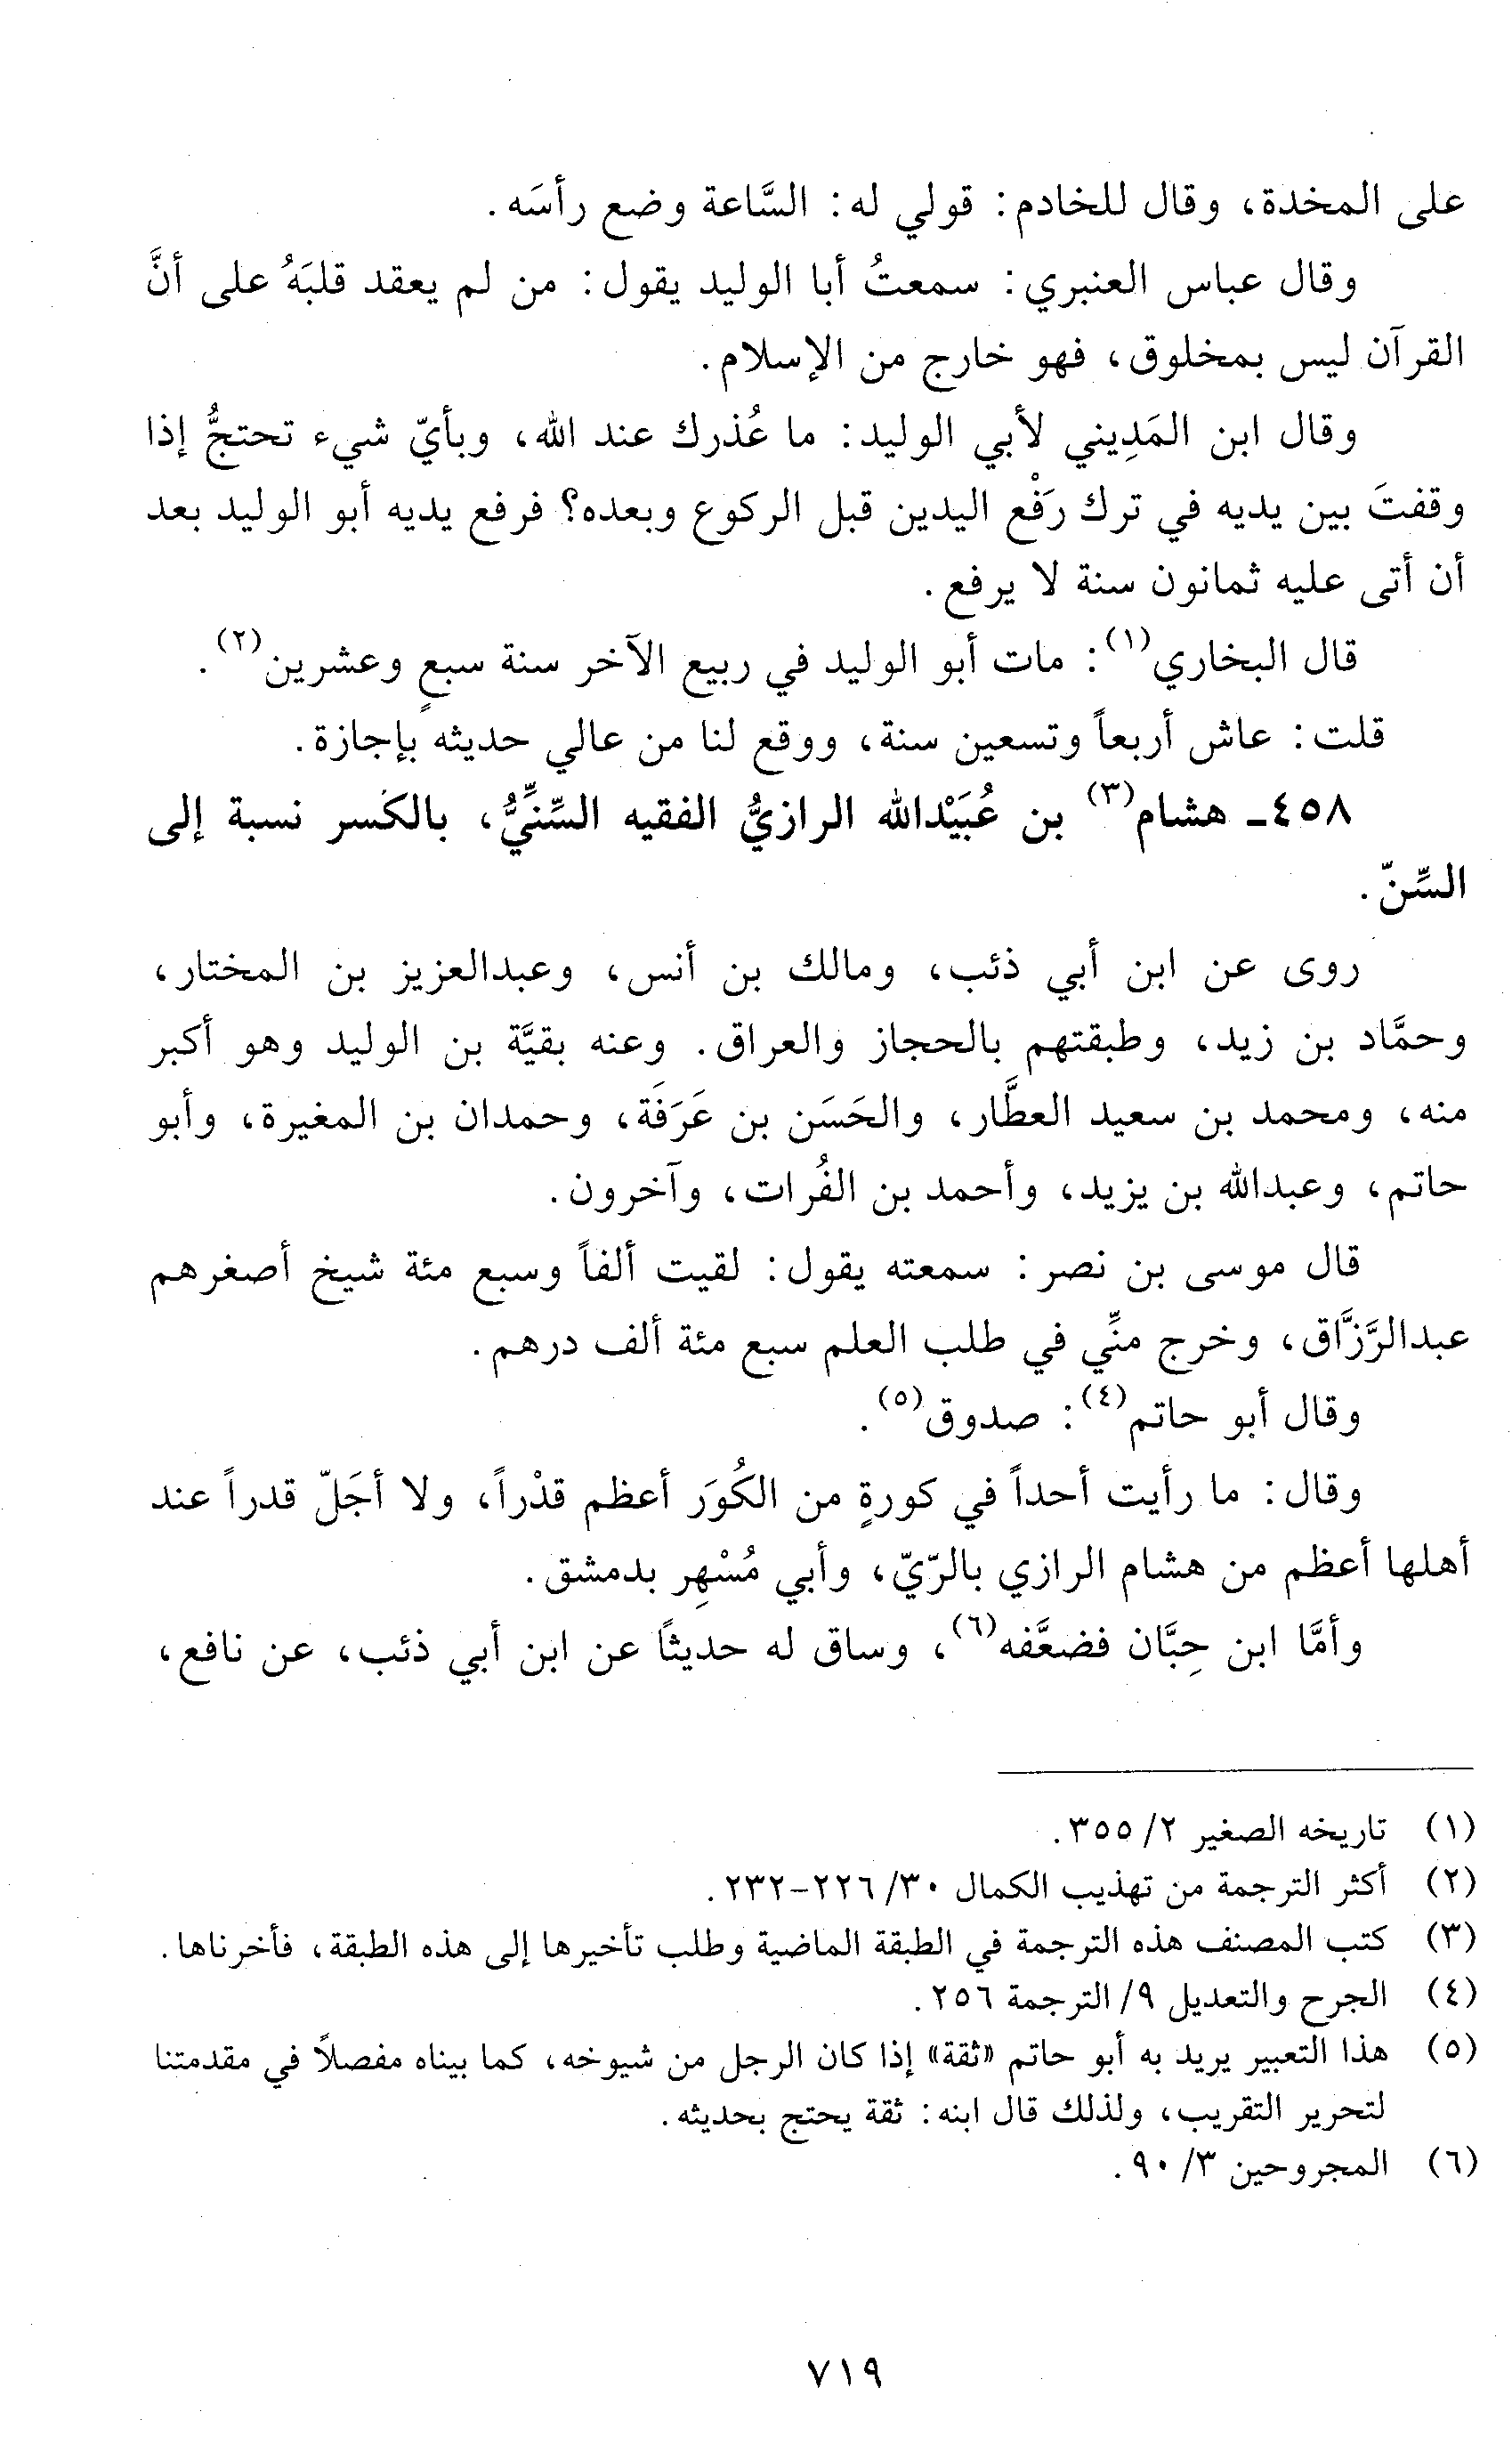 على المخدة، وقال للخادم: قولي له: السَّاعة وضع رأسَه.
وقال عباس العنبري: سمعتُ أبا الوليد يقول: من لم يعقد قلبَهُ على أنَّ
القرآن ليس بمخلوق، فهو خارج من الإسلام.
وقال ابن المَدِيني لأبي الوليد: ما عُذرك عند الله، وبأيّ شيء تحتجُّ إذا
وقفتَ بين يديه في ترك رَفْع اليدين قبل الركوع وبعده؟ فرفع يديه أبو الوليد بعد
أن أتى عليه ثمانون سنة لا يرفع.
قال البخاري(١): مات أبو الوليد في ربيع الآخر سنة سبعٍ وعشرين(٢).
قلت: عاش أربعاً وتسعين سنة، ووقع لنا من عالي حديثه بإجازة.
٤٥٨- هشام(٣) بن عُبَيْدالله الرازيُّ الفقيه السِّنِّيُّ، بالكسر نسبة إلى
السِّنّ.
روى عن ابن أبي ذئب، ومالك بن أنس، وعبدالعزيز بن المختار،
وحمَّاد بن زيد، وطبقتهم بالحجاز والعراق. وعنه بقيَّة بن الوليد وهو أكبر
منه، ومحمد بن سعيد العطَّار، والحَسَن بن عَرَفَة، وحمدان بن المغيرة، وأبو
حاتم، وعبدالله بن يزيد، وأحمد بن الفُرات، وآخرون.
قال موسى بن نصر: سمعته يقول: لقيت ألفاً وسبع مئة شيخ أصغرهم
عبدالرَّزَّاق، وخرج منِّي في طلب العلم سبع مئة ألف درهم.
وقال أبو حاتم(٤): صدوق(٥).
وقال: ما رأيت أحداً في كورةٍ من الكُوَر أعظم قدْراً، ولا أجَلّ قدراً عند
أهلها أعظم من هشام الرازي بالرّيّ، وأبي مُسْهِر بدمشق.
وأمَّا ابن حِبَّان فضعَّفه(٦)، وساق له حديثاً عن ابن أبي ذئب، عن نافع،
(١) تاريخه الصغير ٢/ ٣٥٥.
(٢) أكثر الترجمة من تهذيب الكمال ٣٠/ ٢٢٦-٢٣٢.
(٣) كتب المصنف هذه الترجمة في الطبقة الماضية وطلب تأخيرها إلى هذه الطبقة، فأخرناها.
(٤) الجرح والتعديل ٩/ الترجمة ٢٥٦.
(٥) هذا التعبير يريد به أبو حاتم «ثقة» إذا كان الرجل من شيوخه، كما بيناه مفصلاً في مقدمتنا
لتحرير التقريب، ولذلك قال ابنه: ثقة يحتج بحديثه.
(٦) المجروحين ٣/ ٩٠.
٧١٩